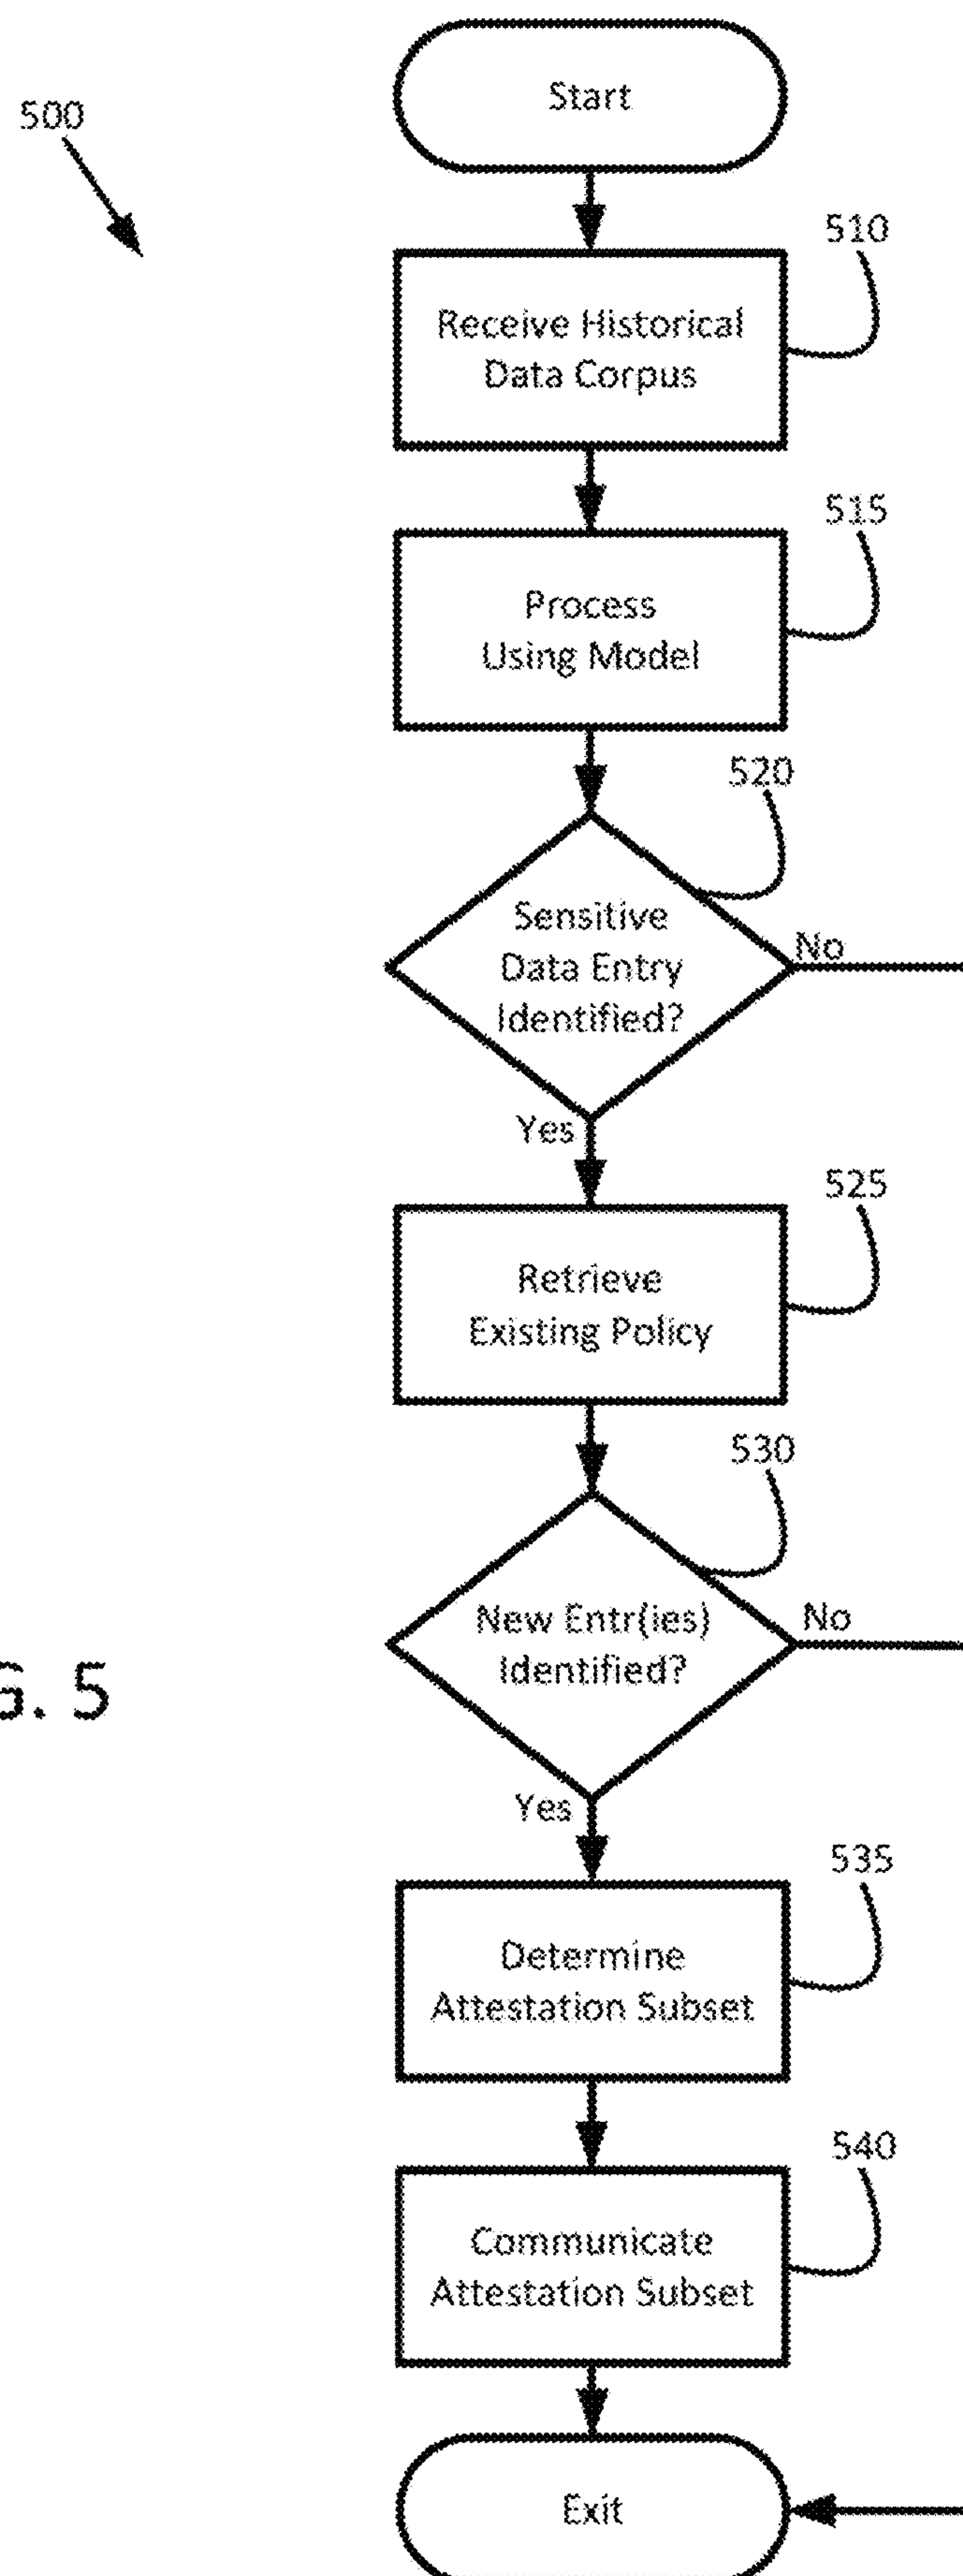 Start
500
510
Receive Historical
Data Corpus
515
Process
Using Model
520
Sensitive
Data Entry
Identified?
No
Yes
525
Retrieve
Existing Policy
530
New Entr(ies)
Identified?
No
G. 5
Yes
535
Determine
Attestation Subset
540
Communicate
Attestation Subset
Exit